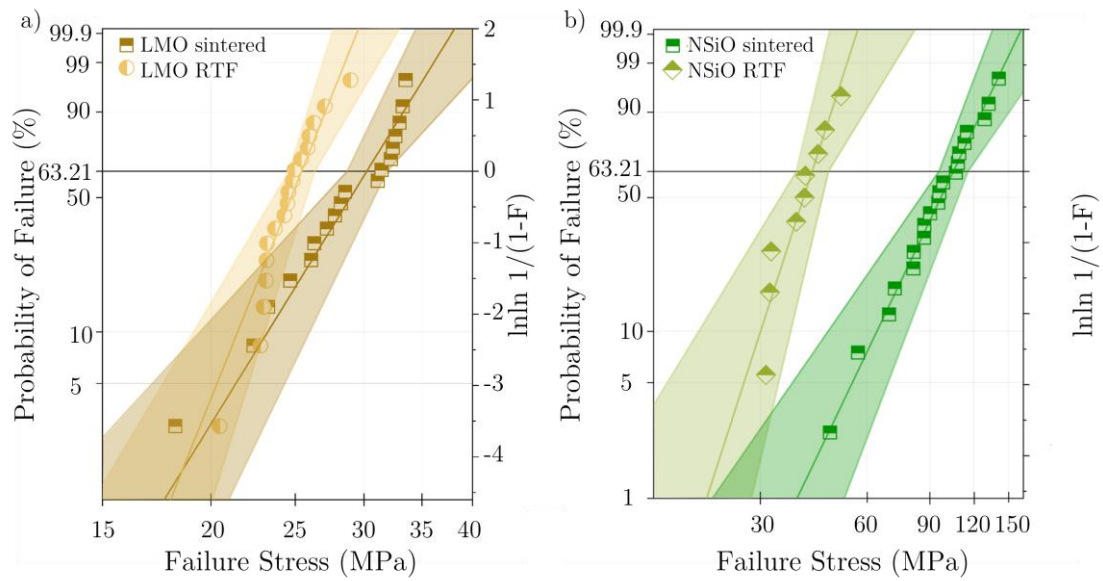 a)
LMO sintered
LMO RTF
99.9
99
90
63.21
50
10
5
Probability of Failure (%)
2
1
0
-1
-2
-3
-4
lnln 1/(1-F)
15
20
25
30
35
40
Failure Stress (MPa)
b)
NSiO sintered
NSiO RTF
99.9
99
90
63.21
50
10
5
1
Probability of Failure (%)
lnln 1/(1-F)
30
60
90
120
150
Failure Stress (MPa)